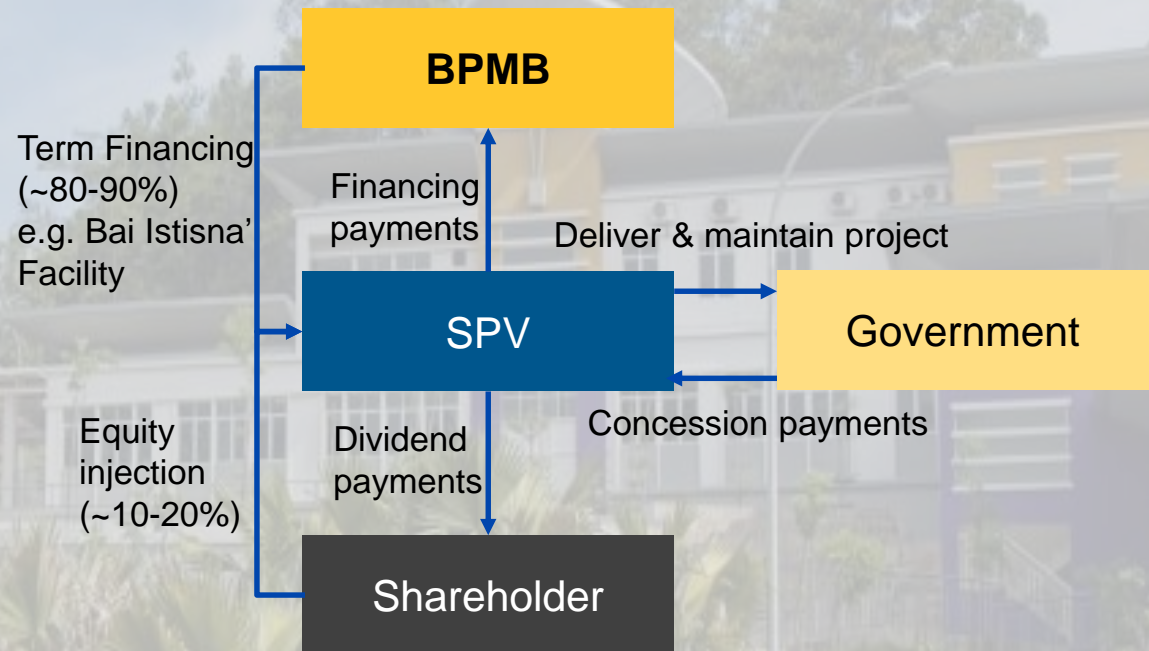 BPMB
Term Financing
(~80-90%)
e.g. Bai Istisna’
Facility
Financing
payments
Deliver & maintain project
SPV
Government
Equity
injection
(~10-20%)
Dividend
payments
Concession payments
Shareholder